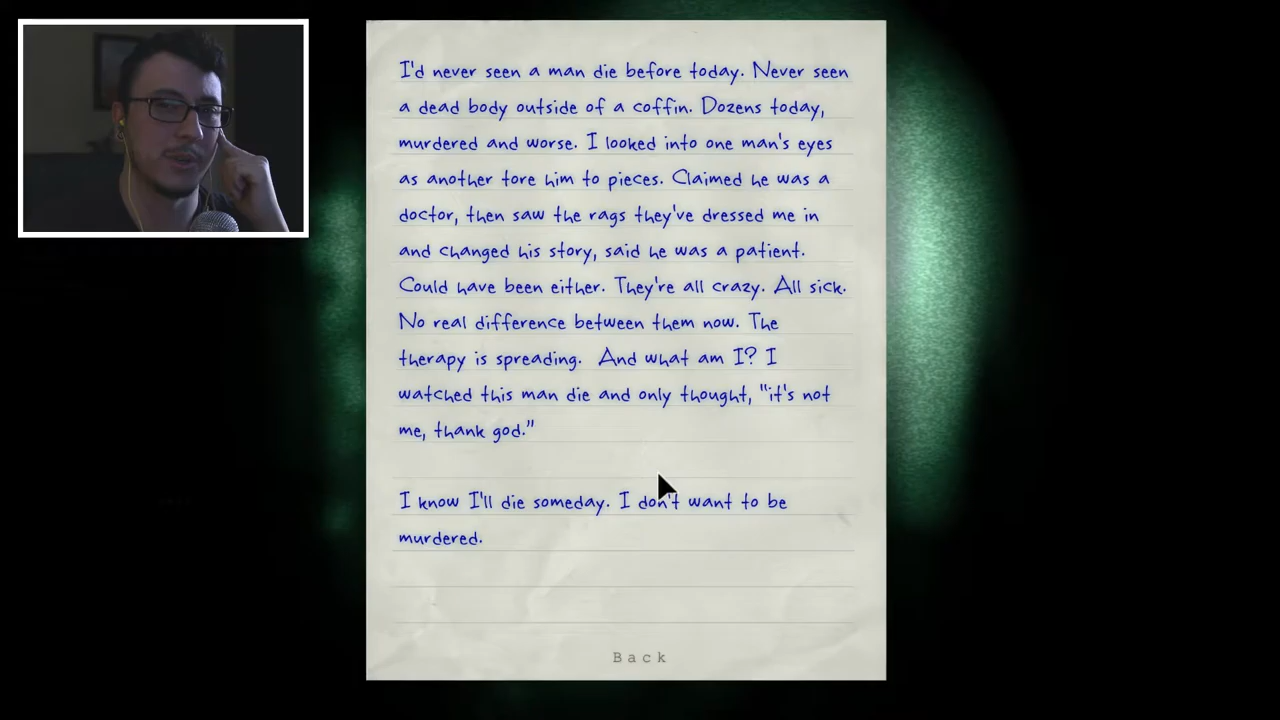 I'd never seen a man die before today. Never seen
a dead body outside of a coffin. Dozens today,
murdered and worse. I looked into one man's eyes
as another tore him to pieces. Claimed he was a
doctor, then saw the rags they've dressed me in
and changed his story, said he was a patient.
Could have been either. They're all crazy. All sick.
No real difference between them now. The
therapy is spreading.  And what am I? I
watched this man die and only thought, "it's not
me, thank god."
I know I'll die someday. I don't want to be
murdered.
Back